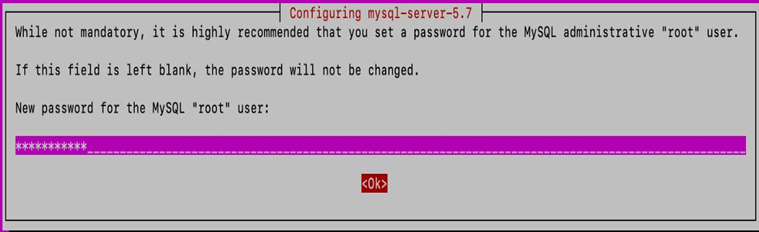 Configuring mysql-server-5.7
While not mandatory, it is highly recommended that you set a password for the MySQL administrative "root" user.
If this field is left blank, the password will not be changed.
New password for the MySQL "root" user:
***********
<Ok>